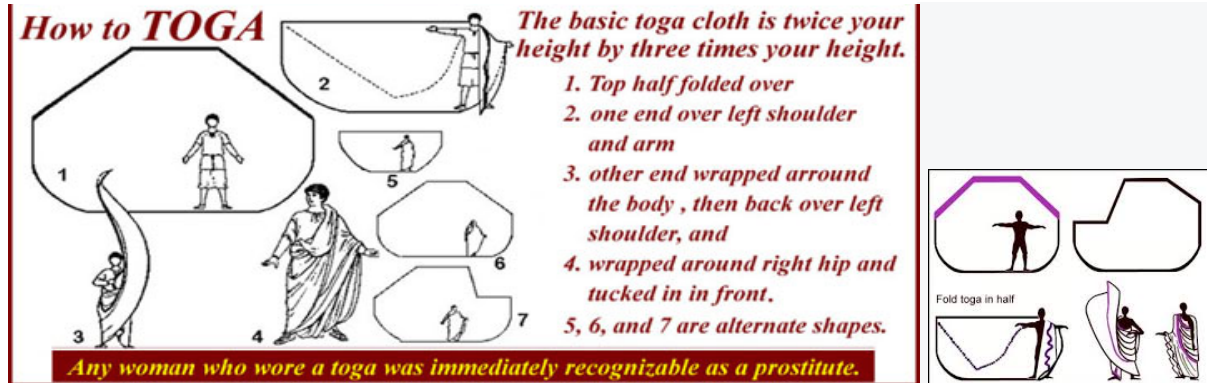 How to TOGA
The basic toga cloth is twice your
height by three times your height.
1. Top half folded over
2. one end over left shoulder
and arm
3. other end wrapped arround
the body , then back over left
shoulder, and
4. wrapped around right hip and
tucked in in front.
5, 6, and 7 are alternate shapes.
1
2
5
6
3
4
7
Any woman who wore a toga was immediately recognizable as a prostitute.
Fold toga in half